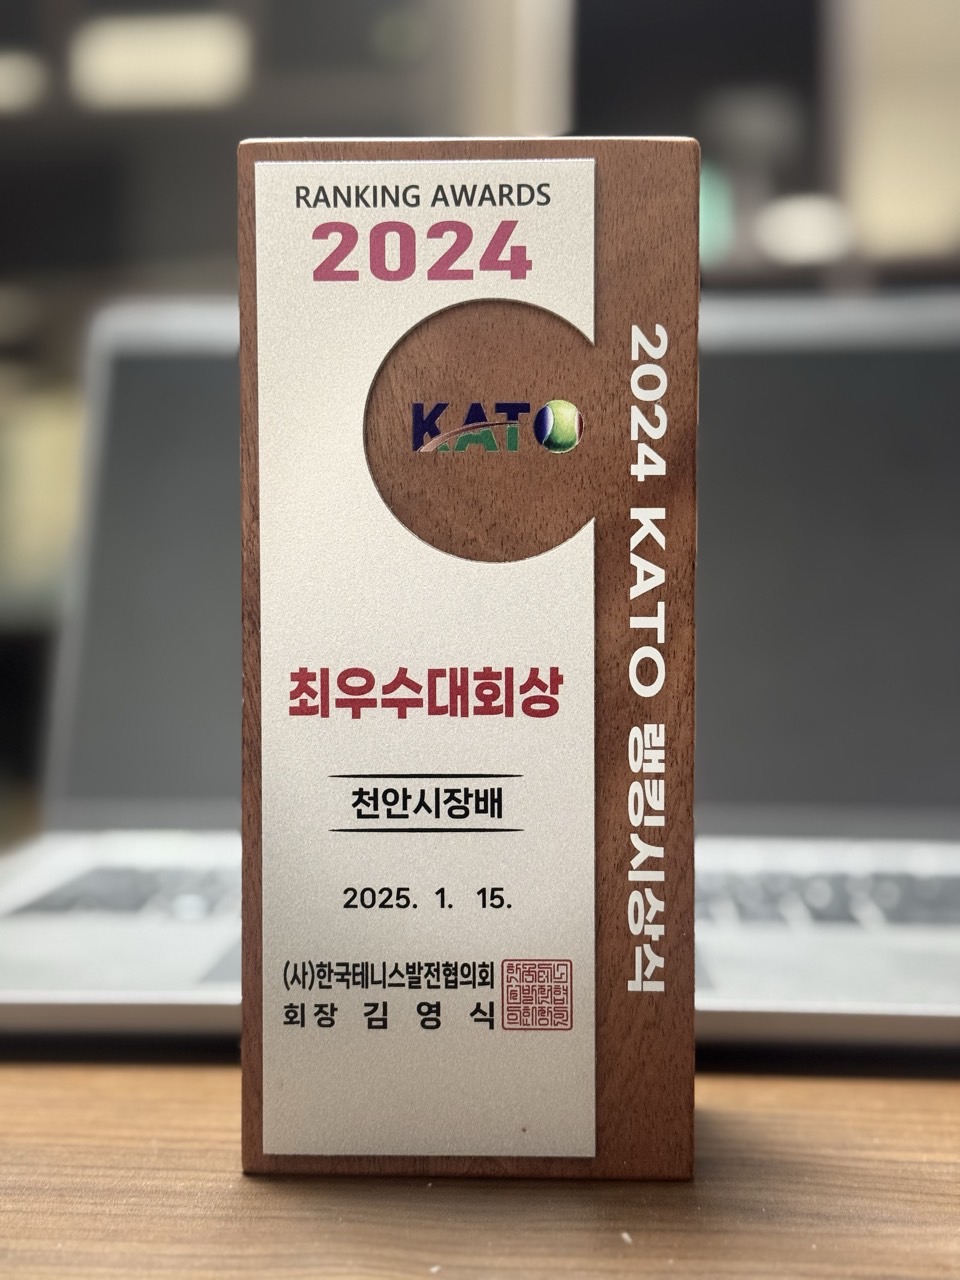 RANKING AWARDS
2024
KATO
최우수대회상
천안시장배
2025. 1. 15.
(사)한국테니스발전협의회
회장 김 영 식
2024 KATO 랭킹시상식